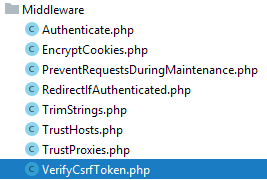 Middleware
Authenticate.php
EncryptCookies.php
PreventRequestsDuringMaintenance.php
RedirectIfAuthenticated.php
TrimStrings.php
TrustHosts.php
TrustProxies.php
VerifyCsrfToken.php